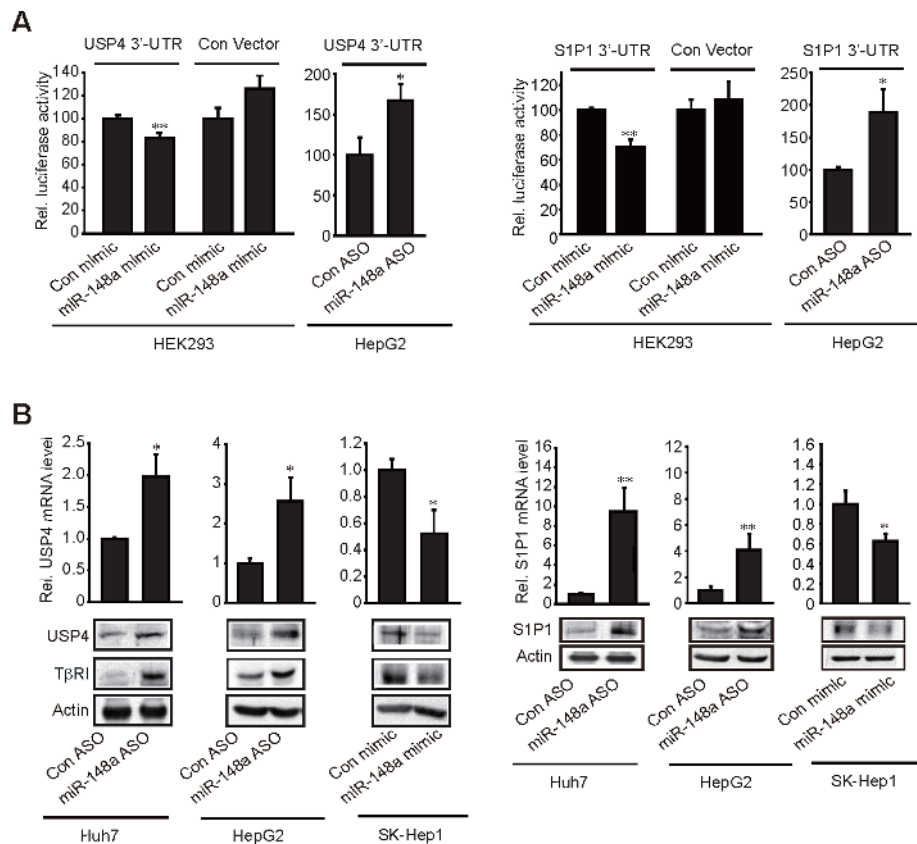 A
USP4 3'-UTR
Con Vector
USP4 3'-UTR
Rel. luciferase activity
140
120
100
80
60
40
20
0
**
200
150
100
50
0
*
Con mimic
miR-148a mimic
Con mimic
miR-148a mimic
Con ASO
miR-148a ASO
HEK293
HepG2
S1P1 3'-UTR
Con Vector
S1P1 3'-UTR
Rel. luciferase activity
140
120
100
80
60
40
20
0
**
250
200
150
100
50
0
*
Con mimic
miR-148a mimic
Con mimic
miR-148a mimic
Con ASO
miR-148a ASO
HEK293
HepG2
B
Rel. USP4 mRNA level
2.5
2.0
1.5
1.0
0.5
0
*
4
3
2
1
0
*
1.2
1.0
0.8
0.6
0.4
0.2
0
*
USP4
TβRI
Actin
Con ASO
miR-148a ASO
Con ASO
miR-148a ASO
Con mimic
miR-148a mimic
Huh7
HepG2
SK-Hep1
Rel. S1P1 mRNA level
16
14
12
10
8
6
4
2
0
**
12
10
8
6
4
2
0
**
1.6
1.4
1.2
1.0
0.8
0.6
0.4
0.2
0
*
S1P1
Actin
Con ASO
miR-148a ASO
Con ASO
miR-148a ASO
Con mimic
miR-148a mimic
Huh7
HepG2
SK-Hep1